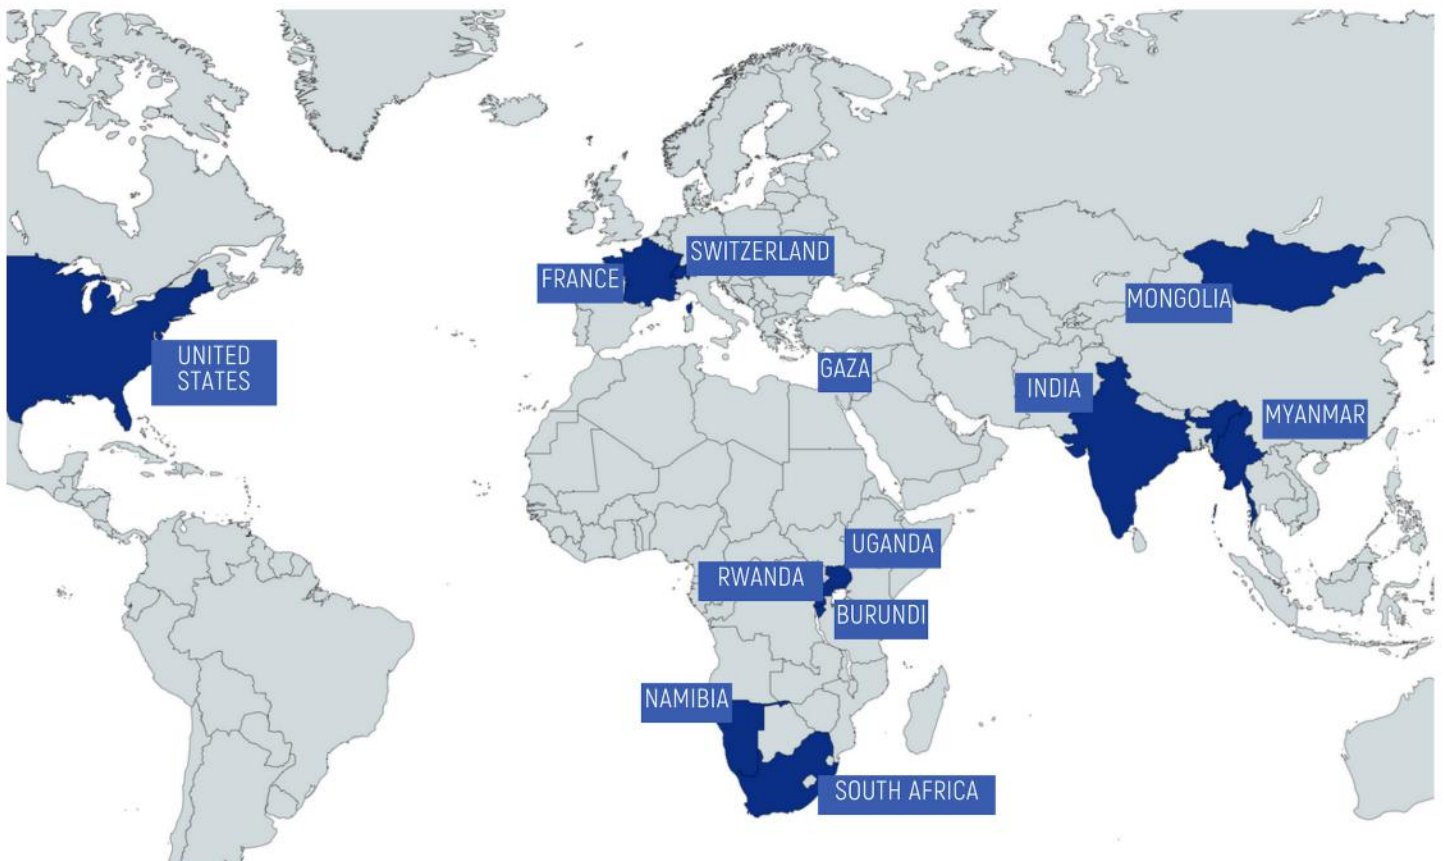 SWITZERLAND
FRANCE
MONGOLIA
UNITED
STATES
GAZA
INDIA
MYANMAR
UGANDA
RWANDA
BURUNDI
NAMIBIA
SOUTH AFRICA